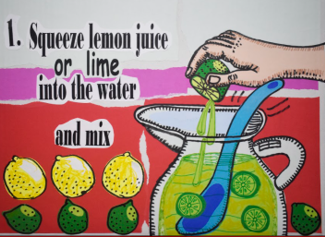 1. Squeeze lemon juice
or lime
into the water
and mix